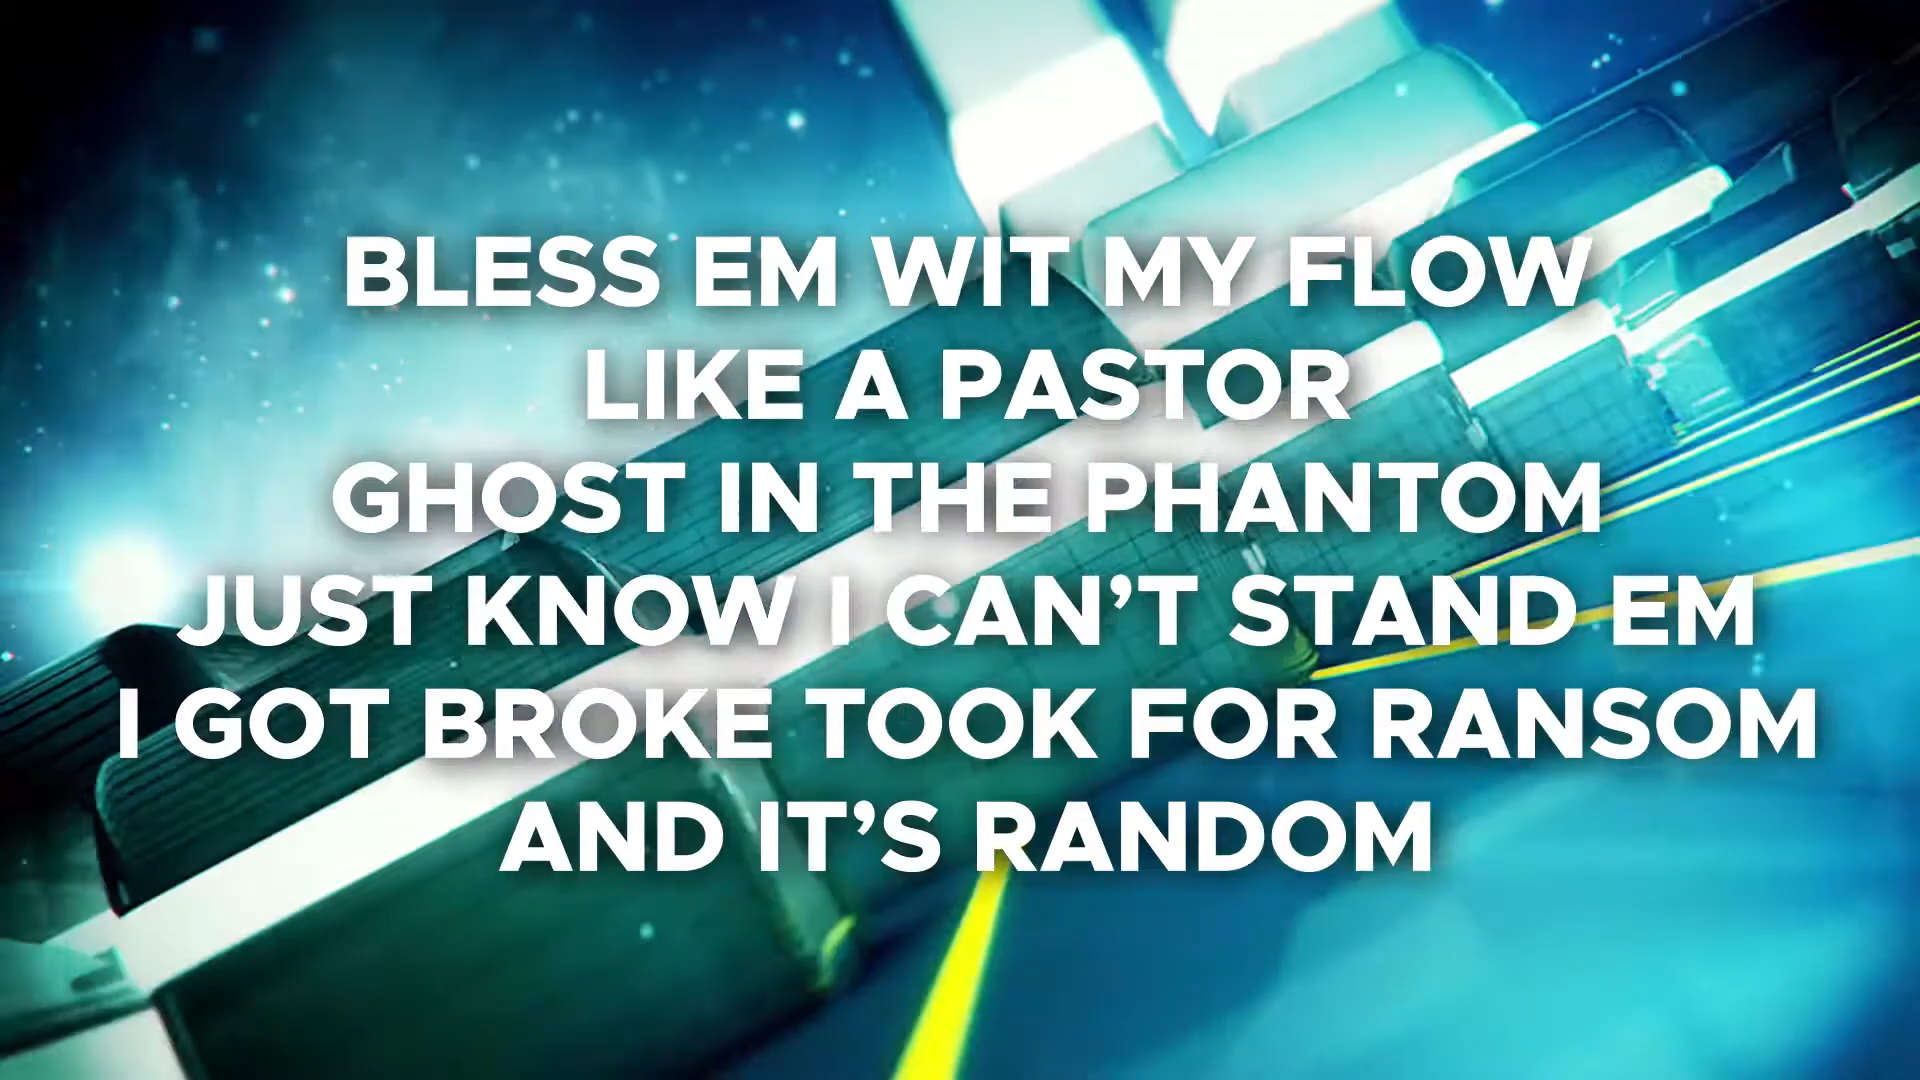 BLESS EM WIT MY FLOW
LIKE A PASTOR
GHOST IN THE PHANTOM
JUST KNOW I CAN’T STAND EM
I GOT BROKE TOOK FOR RANSOM
AND IT’S RANDOM